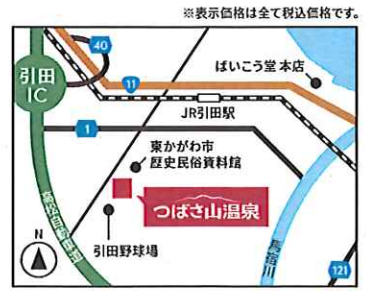 ※表示価格は全て税込価格です。
40
引田
IC
11
ばいこう堂 本店
JR引田駅
1
東かがわ市
歴史民俗資料館
つばさ山温泉
高松自動車道
引田野球場
馬宿川
N
121